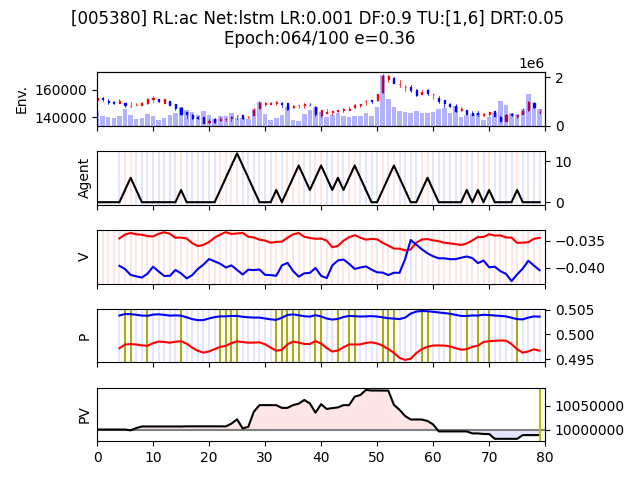 [005380] RL:ac Net:lstm LR:0.001 DF:0.9 TU:[1,6] DRT:0.05
Epoch:064/100 e=0.36
1e6
Env.
160000
140000
2
0
Agent
10
0
V
−0.035
−0.040
P
0.505
0.500
0.495
PV
10050000
10000000
0 10 20 30 40 50 60 70 80